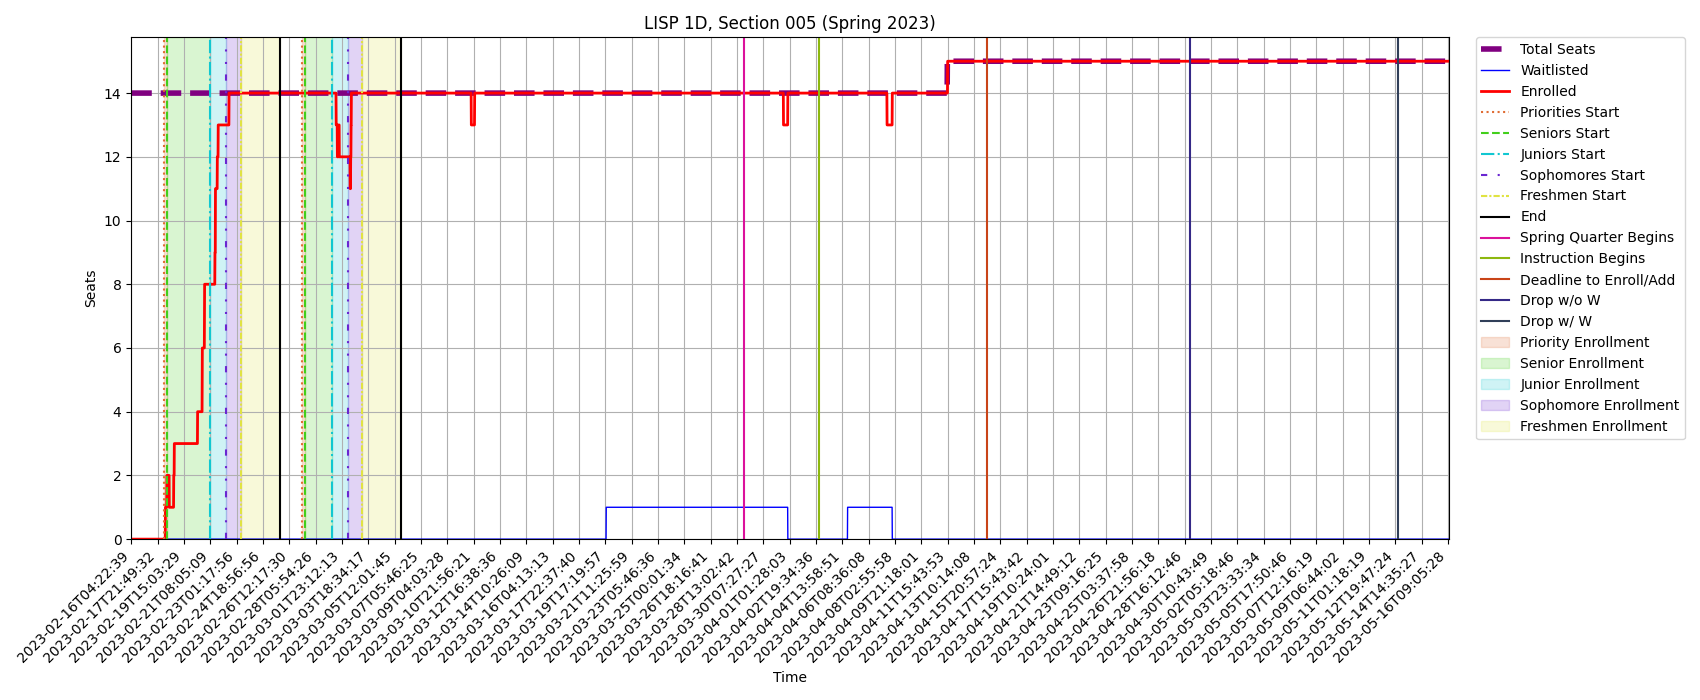 LISP 1D, Section 005 (Spring 2023)
Seats
14
12
10
8
6
4
2
0
2023-02-16T04:22:39
2023-02-17T21:49:32
2023-02-19T15:03:29
2023-02-21T08:05:09
2023-02-23T01:17:56
2023-02-24T18:56:56
2023-02-26T12:17:30
2023-02-28T05:54:26
2023-03-01T23:12:13
2023-03-03T18:34:17
2023-03-05T12:01:45
2023-03-07T05:46:25
2023-03-09T04:03:28
2023-03-10T21:56:21
2023-03-12T16:38:36
2023-03-14T10:26:09
2023-03-16T04:13:13
2023-03-17T22:37:40
2023-03-19T17:19:57
2023-03-21T11:25:59
2023-03-23T05:46:36
2023-03-25T00:01:34
2023-03-26T18:16:41
2023-03-28T13:02:42
2023-03-30T07:27:27
2023-04-01T01:28:03
2023-04-02T19:34:36
2023-04-04T13:58:51
2023-04-06T08:36:08
2023-04-08T02:55:58
2023-04-09T21:18:01
2023-04-11T15:43:53
2023-04-13T10:14:08
2023-04-15T20:57:24
2023-04-17T15:43:42
2023-04-19T10:24:01
2023-04-21T14:49:12
2023-04-23T09:16:25
2023-04-25T03:37:58
2023-04-26T21:56:18
2023-04-28T16:12:46
2023-04-30T10:43:49
2023-05-02T05:18:46
2023-05-03T23:33:34
2023-05-05T17:50:46
2023-05-07T12:16:19
2023-05-09T06:44:02
2023-05-11T01:18:19
2023-05-12T19:47:24
2023-05-14T14:35:27
2023-05-16T09:05:28
Time
Total Seats
Waitlisted
Enrolled
Priorities Start
Seniors Start
Juniors Start
Sophomores Start
Freshmen Start
End
Spring Quarter Begins
Instruction Begins
Deadline to Enroll/Add
Drop w/o W
Drop w/ W
Priority Enrollment
Senior Enrollment
Junior Enrollment
Sophomore Enrollment
Freshmen Enrollment